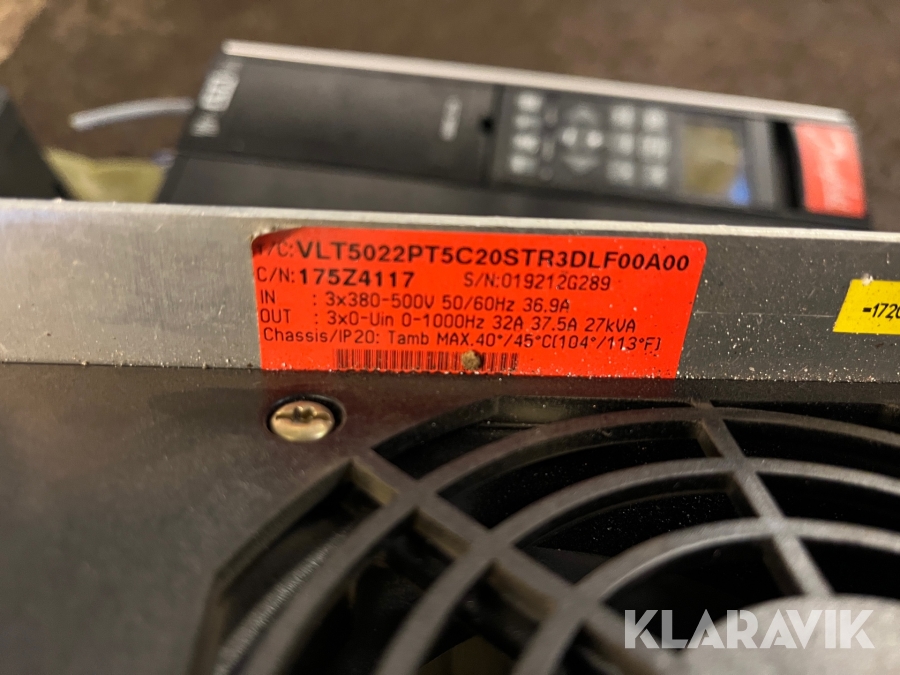 T/C:VLT5022PT5C20STR3DLF00A00
C/N:175Z4117 S/N:019212G289
IN : 3x380-500V 50/60Hz 36.9A
OUT : 3x0-Uin 0-1000Hz 32A 37.5A 27kVA
Chassis/IP20: Tamb MAX.40°/45°C(104°/113°F)
-172
KLARAVIK